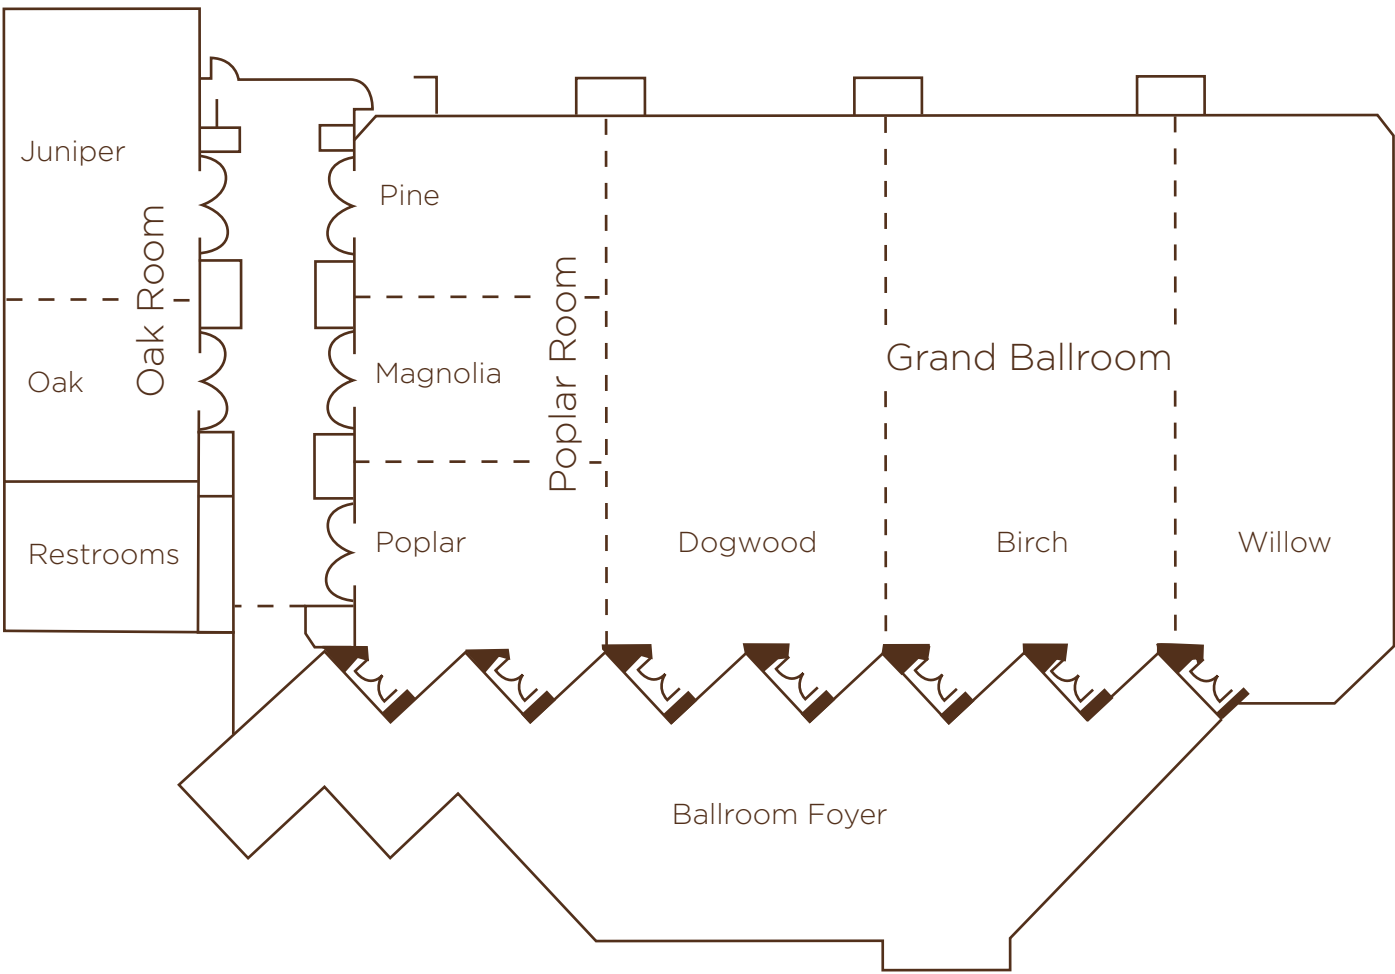 Juniper
Oak Room
Oak
Restrooms
Pine
Magnolia
Poplar Room
Poplar
Grand Ballroom
Dogwood
Birch
Willow
Ballroom Foyer